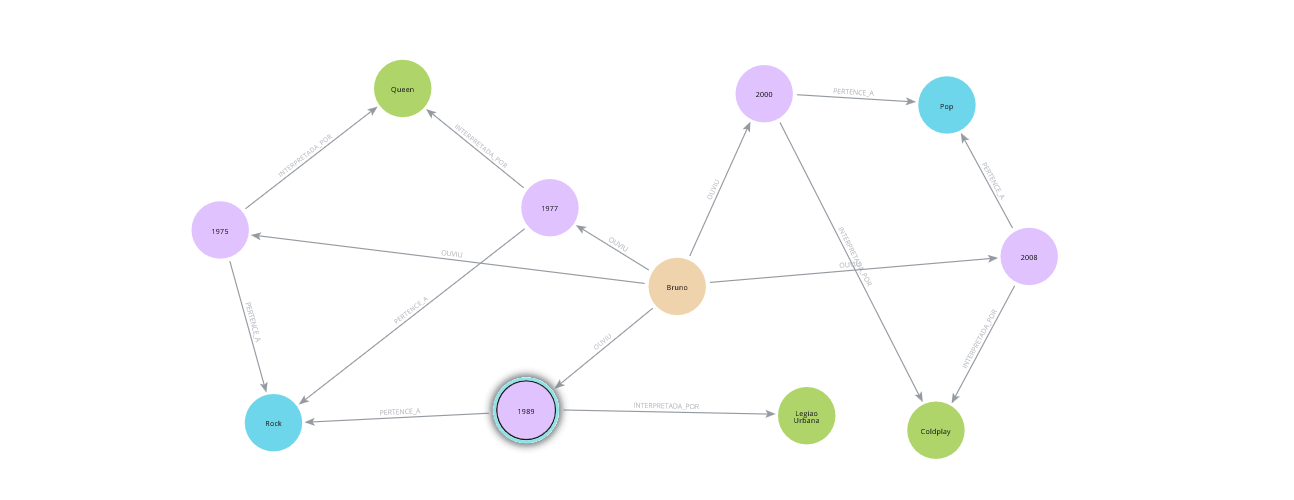 Queen
2000
PERTENCE_A
Pop
INTERPRETADA_POR
INTERPRETADA_POR
PERTENCE_A
OUVIU
1975
1977
OUVIU
OUVIU
INTERPRETADA_POR
OUVIU
2008
Bruno
PERTENCE_A
PERTENCE_A
OUVIU
INTERPRETADA_POR
Rock
PERTENCE_A
1989
INTERPRETADA_POR
Legiao
Urbana
Coldplay